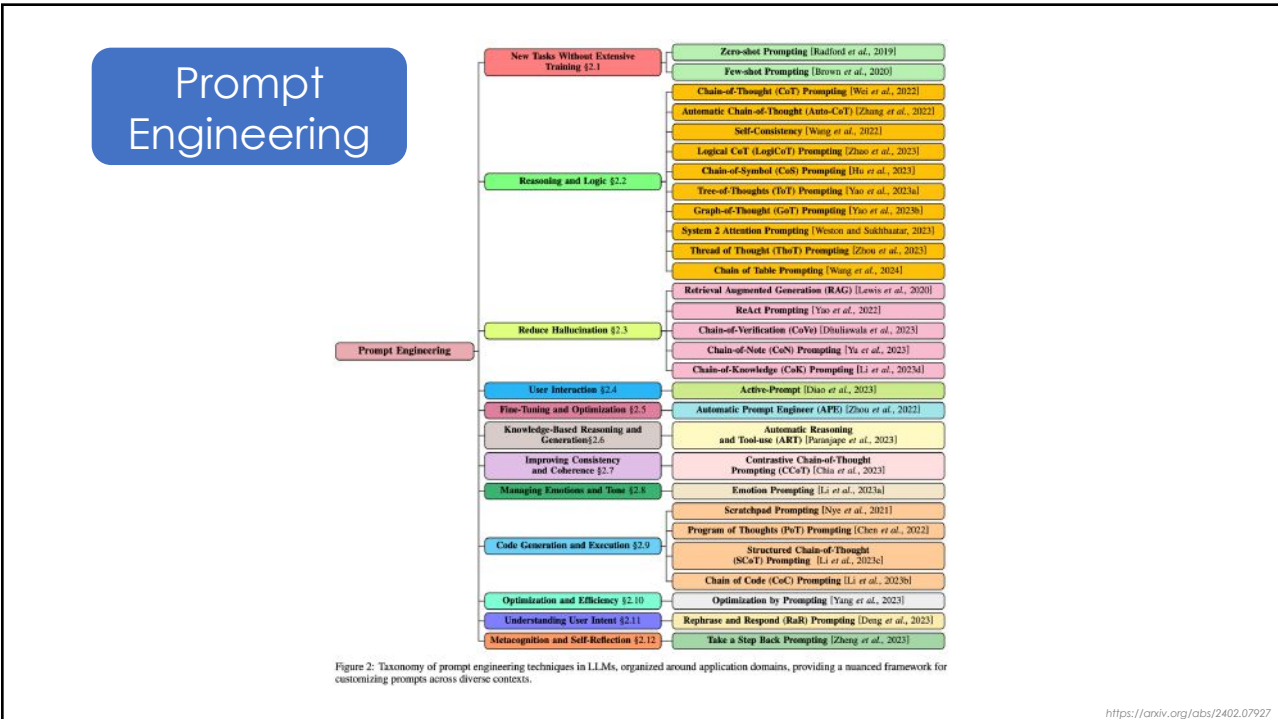 Prompt
Engineering
New Tasks Without Extensive
Training §2.1
Zero-shot Prompting [Radford et al., 2019]
Few-shot Prompting [Brown et al., 2020]
Reasoning and Logic §2.2
Chain-of-Thought (CoT) Prompting [Wei et al., 2022]
Automatic Chain-of-Thought (Auto-CoT) [Zhang et al., 2022]
Self-Consistency [Wang et al., 2022]
Logical CoT (LogiCoT) Prompting [Zhao et al., 2023]
Chain-of-Symbol (CoS) Prompting [Hu et al., 2023]
Tree-of-Thoughts (ToT) Prompting [Yao et al., 2023a]
Graph-of-Thought (GoT) Prompting [Yao et al., 2023b]
System 2 Attention Prompting [Weston and Sukhbaatar, 2023]
Thread of Thought (ThoT) Prompting [Zhou et al., 2023]
Chain of Table Prompting [Wang et al., 2024]
Reduce Hallucination §2.3
Retrieval Augmented Generation (RAG) [Lewis et al., 2020]
ReAct Prompting [Yao et al., 2022]
Chain-of-Verification (CoVe) [Dhuliawala et al., 2023]
Chain-of-Note (CoN) Prompting [Yu et al., 2023]
Chain-of-Knowledge (CoK) Prompting [Li et al., 2023d]
Prompt Engineering
User Interaction §2.4
Active-Prompt [Diao et al., 2023]
Fine-Tuning and Optimization §2.5
Automatic Prompt Engineer (APE) [Zhou et al., 2022]
Knowledge-Based Reasoning and
Generation§2.6
Automatic Reasoning
and Tool-use (ART) [Paranjape et al., 2023]
Improving Consistency
and Coherence §2.7
Contrastive Chain-of-Thought
Prompting (CCoT) [Chia et al., 2023]
Managing Emotions and Tone §2.8
Emotion Prompting [Li et al., 2023a]
Code Generation and Execution §2.9
Scratchpad Prompting [Nye et al., 2021]
Program of Thoughts (PoT) Prompting [Chen et al., 2022]
Structured Chain-of-Thought
(SCoT) Prompting [Li et al., 2023c]
Chain of Code (CoC) Prompting [Li et al., 2023b]
Optimization and Efficiency §2.10
Optimization by Prompting [Yang et al., 2023]
Understanding User Intent §2.11
Rephrase and Respond (RaR) Prompting [Deng et al., 2023]
Metacognition and Self-Reflection §2.12
Take a Step Back Prompting [Zheng et al., 2023]
Figure 2: Taxonomy of prompt engineering techniques in LLMs, organized around application domains, providing a nuanced framework for
customizing prompts across diverse contexts.
https://arxiv.org/abs/2402.07927